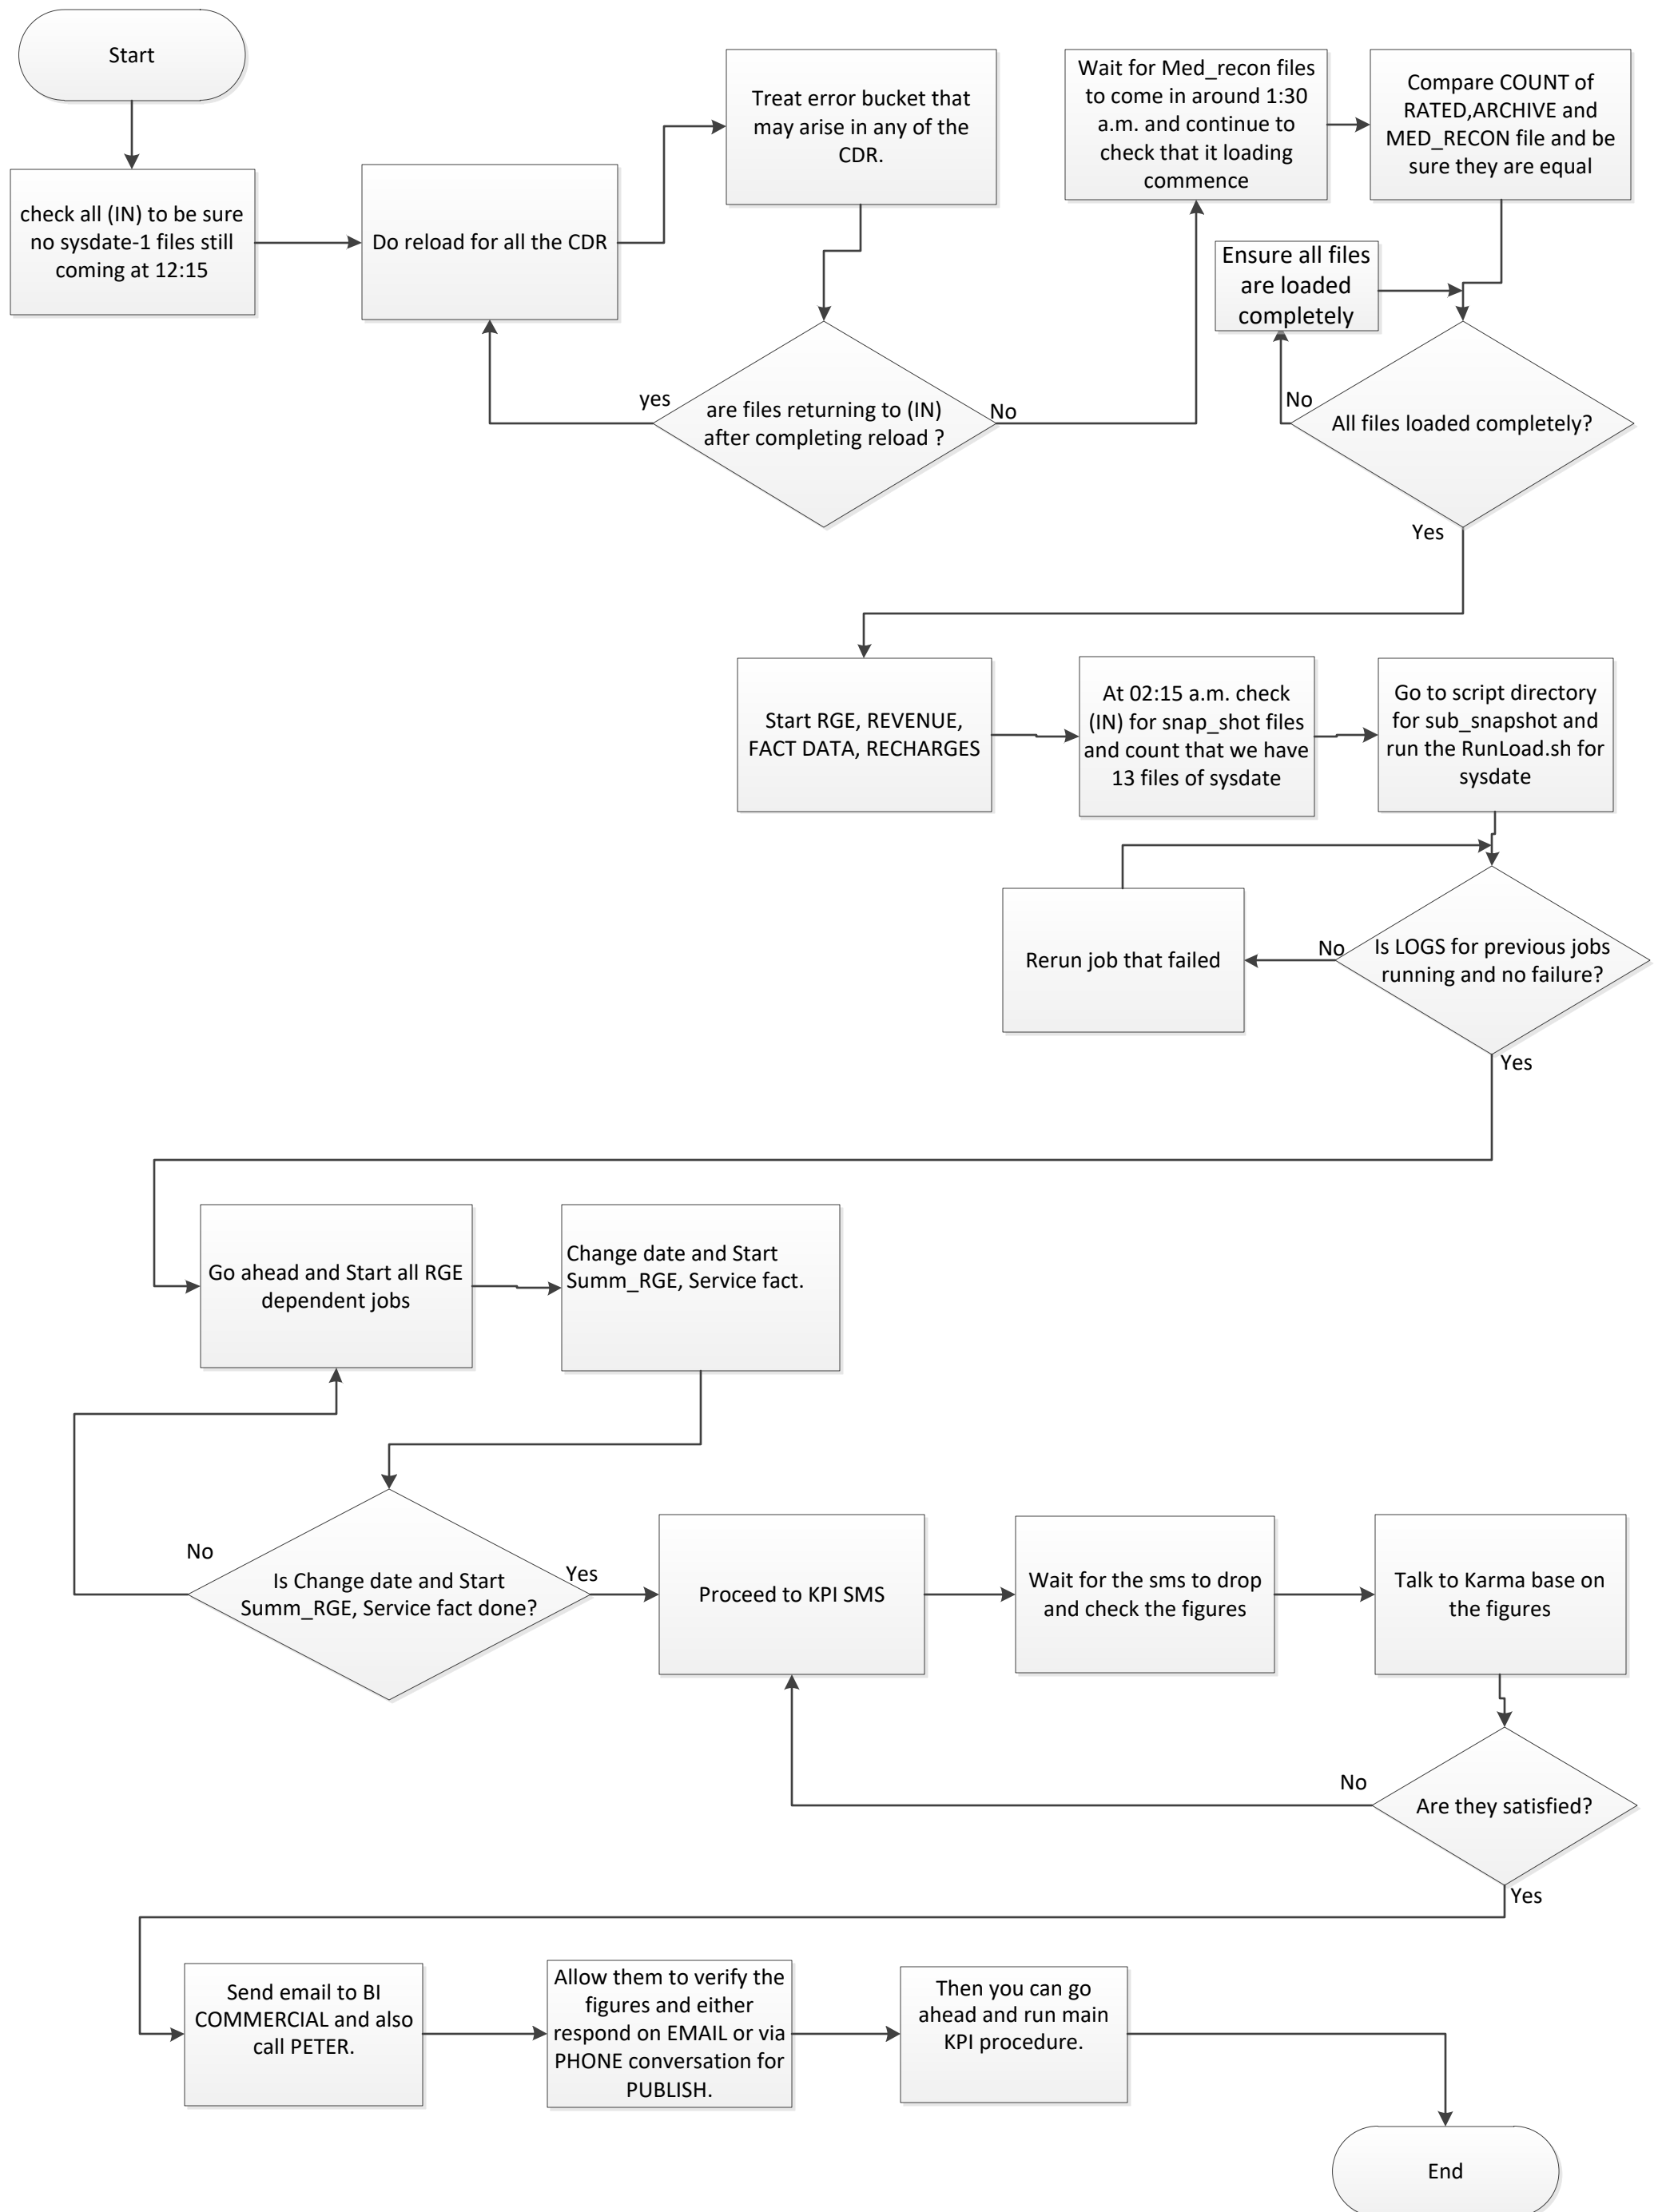 Start
check all (IN) to be sure
no sysdate-1 files still
coming at 12:15
Do reload for all the CDR
Treat error bucket that
may arise in any of the
CDR.
are files returning to (IN)
after completing reload ?
yes
No
Wait for Med_recon files
to come in around 1:30
a.m. and continue to
check that it loading
commence
Compare COUNT of
RATED,ARCHIVE and
MED_RECON file and be
sure they are equal
Ensure all files
are loaded
completely
No
All files loaded completely?
Yes
Start RGE, REVENUE,
FACT DATA, RECHARGES
At 02:15 a.m. check
(IN) for snap_shot files
and count that we have
13 files of sysdate
Go to script directory
for sub_snapshot and
run the RunLoad.sh for
sysdate
Is LOGS for previous jobs
running and no failure?
No
Rerun job that failed
Yes
Go ahead and Start all RGE
dependent jobs
Change date and Start
Summ_RGE, Service fact.
No
Is Change date and Start
Summ_RGE, Service fact done?
Yes
Proceed to KPI SMS
Wait for the sms to drop
and check the figures
Talk to Karma base on
the figures
No
Are they satisfied?
Yes
Send email to BI
COMMERCIAL and also
call PETER.
Allow them to verify the
figures and either
respond on EMAIL or via
PHONE conversation for
PUBLISH.
Then you can go
ahead and run main
KPI procedure.
End